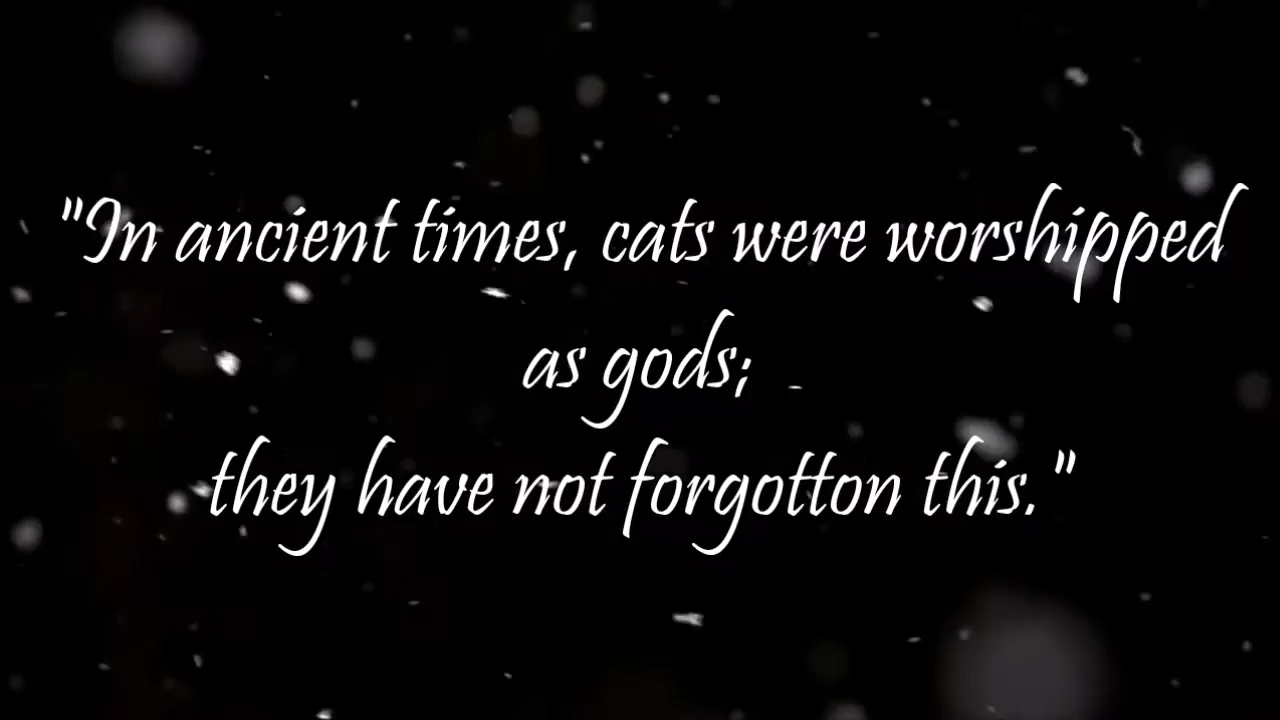 "In ancient times, cats were worshipped
as gods;
they have not forgotton this."